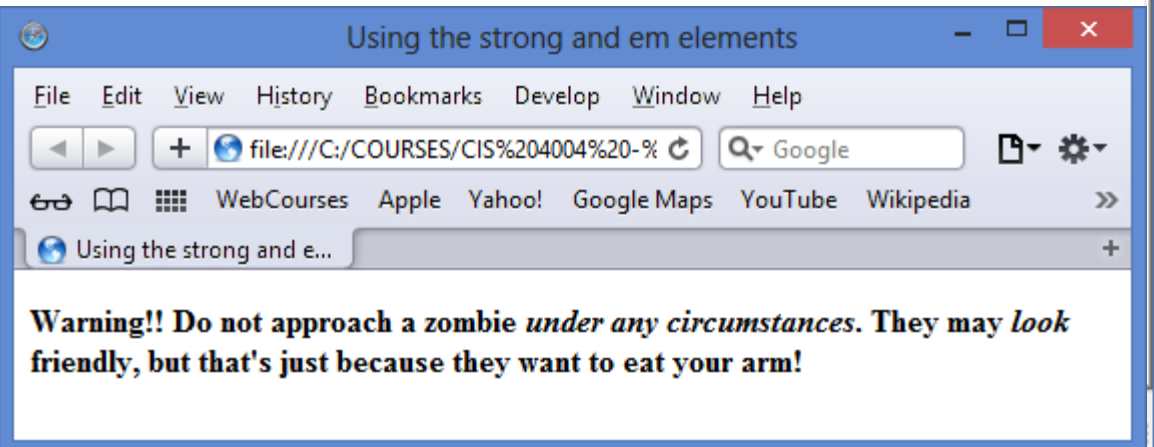 Using the strong and em elements
File Edit View History Bookmarks Develop Window Help
file:///C:/COURSES/CIS%204004%20-% Google
WebCourses Apple Yahoo! Google Maps YouTube Wikipedia
Using the strong and e...
Warning!! Do not approach a zombie under any circumstances. They may look
friendly, but that's just because they want to eat your arm!